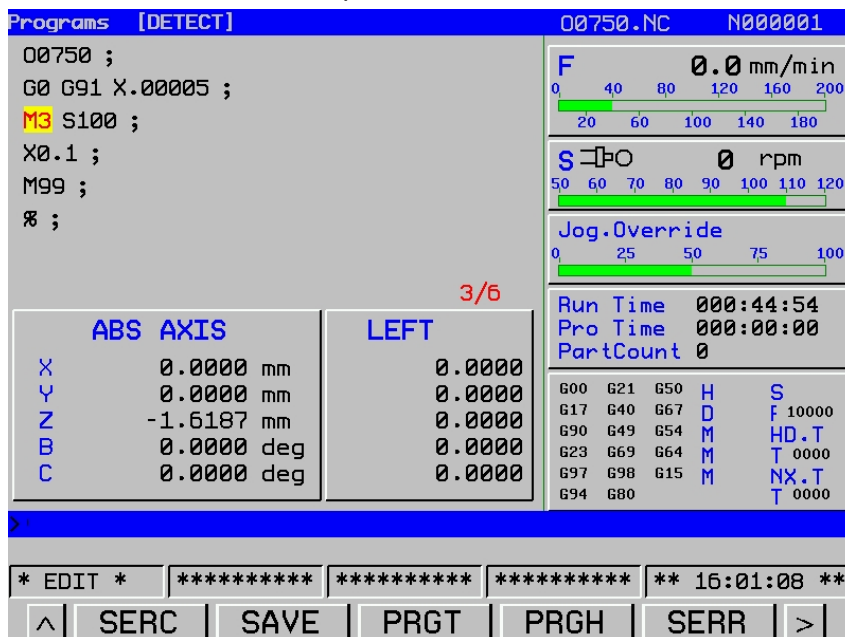 Programs [DETECT] O0750.NC N000001
O0750 ;
G0 G91 X.00005 ;
M3 S100 ;
X0.1 ;
M99 ;
% ;
3/6
F 0.0 mm/min
0 40 80 120 160 200
20 60 100 140 180
S 0 rpm
50 60 70 80 90 100 110 120
Jog.Override
0 25 50 75 100
Run Time 000:44:54
Pro Time 000:00:00
PartCount 0
ABS AXIS LEFT
X 0.0000 mm 0.0000
Y 0.0000 mm 0.0000
Z -1.6187 mm 0.0000
B 0.0000 deg 0.0000
C 0.0000 deg 0.0000
G00 G21 G50 H S
G17 G40 G67 D F 10000
G90 G49 G54 M HD.T
G23 G69 G64 M T 0000
G97 G98 G15 M NX.T
G94 G80 T 0000
>
* EDIT * ********** ********** ********** ** 16:01:08 **
^ SERC SAVE PRGT PRGH SERR >